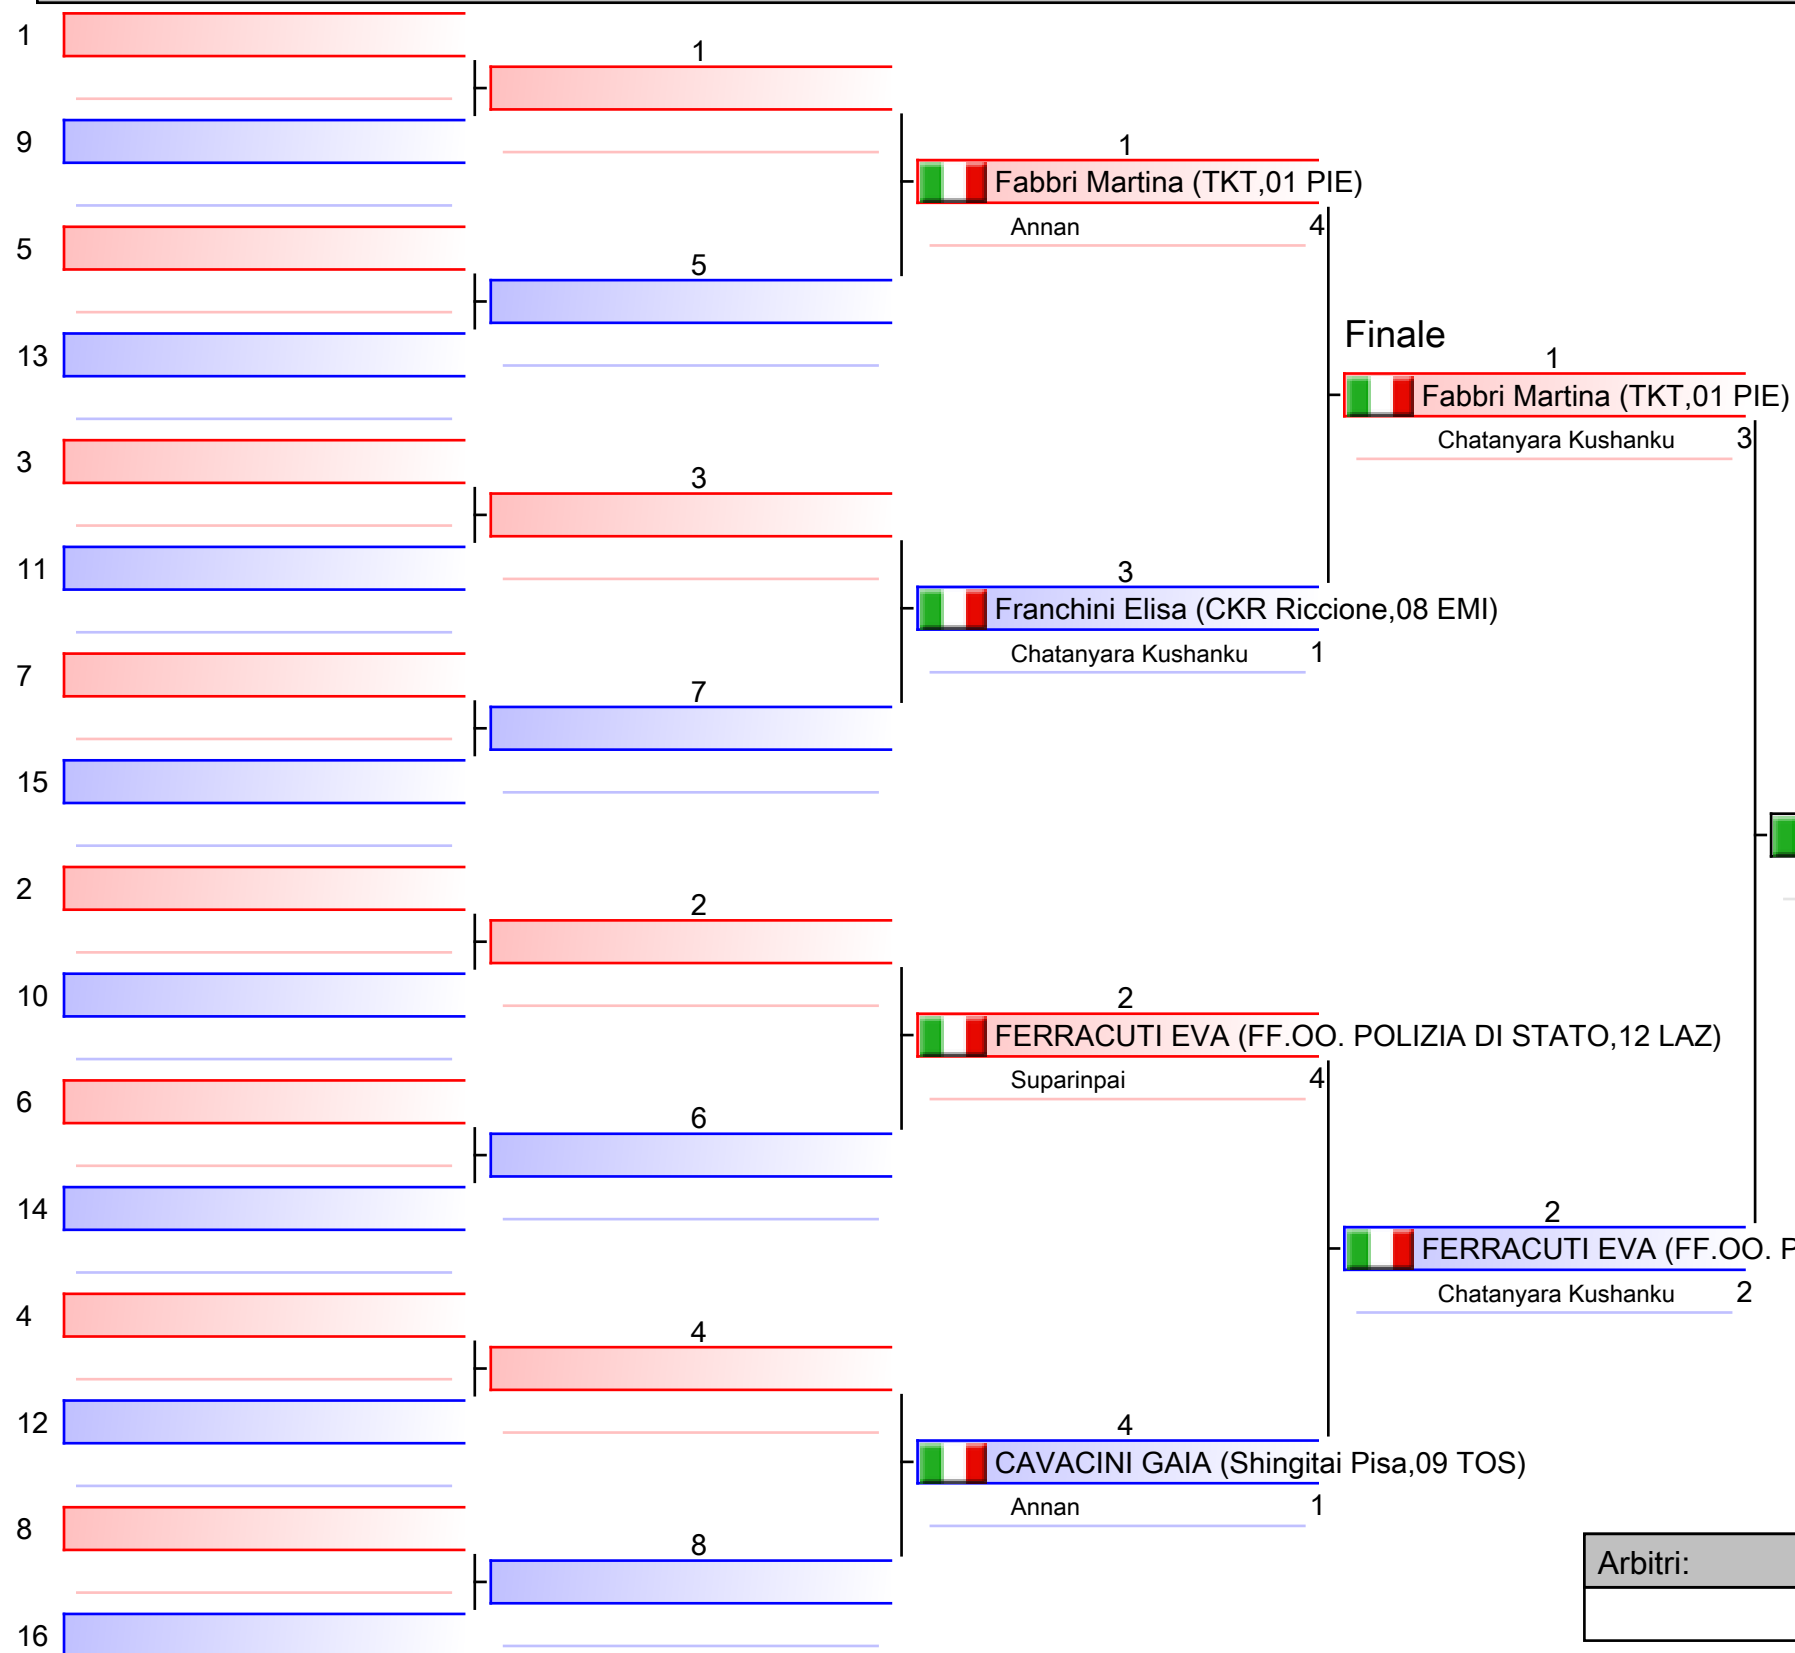 1
9
5
13
3
11
7
15
2
10
6
14
4
12
8
16
1
5
3
7
2
6
4
8
1
Fabbri Martina (TKT,01 PIE)
Annan 4
3
Franchini Elisa (CKR Riccione,08 EMI)
Chatanyara Kushanku 1
2
FERRACUTI EVA (FF.OO. POLIZIA DI STATO,12 LAZ)
Suparinpai 4
4
CAVACINI GAIA (Shingitai Pisa,09 TOS)
Annan 1
Finale
1
Fabbri Martina (TKT,01 PIE)
Chatanyara Kushanku 3
2
FERRACUTI EVA (FF.OO. P
Chatanyara Kushanku 2
Arbitri: